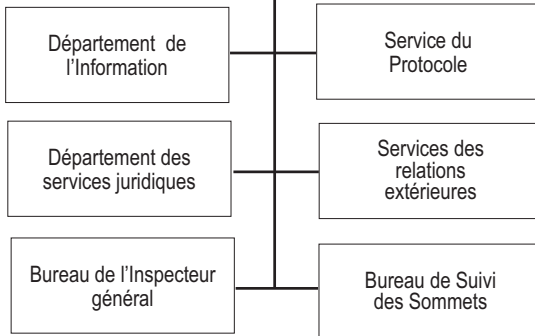 Département de
l’Information
Service du
Protocole
Département des
services juridiques
Services des
relations
extérieures
Bureau de l’Inspecteur
général
Bureau de Suivi
des Sommets